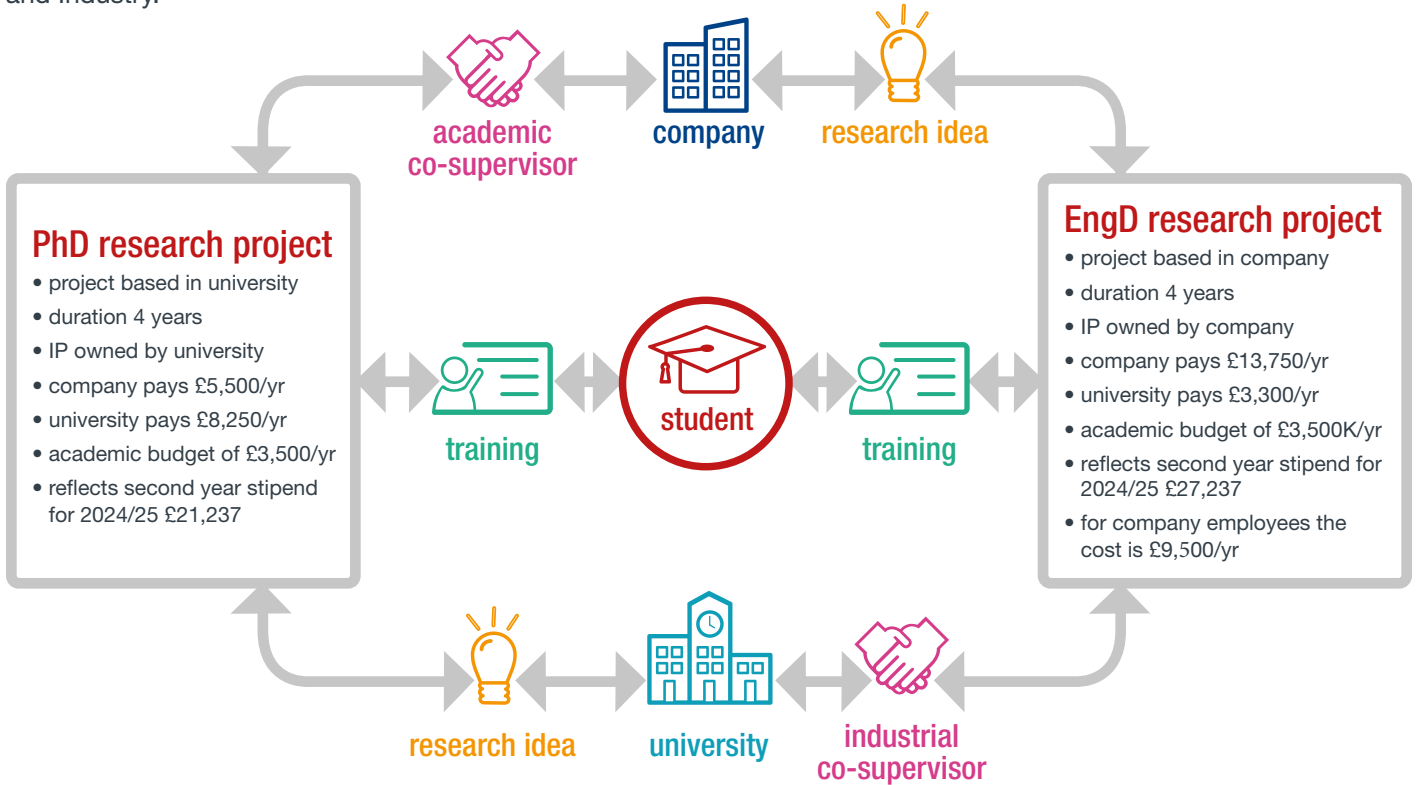 and industry.
academic
co-supervisor
company
research idea
PhD research project
• project based in university
• duration 4 years
• IP owned by university
• company pays £5,500/yr
• university pays £8,250/yr
• academic budget of £3,500/yr
• reflects second year stipend
for 2024/25 £21,237
training
student
training
EngD research project
• project based in company
• duration 4 years
• IP owned by company
• company pays £13,750/yr
• university pays £3,300/yr
• academic budget of £3,500K/yr
• reflects second year stipend for
2024/25 £27,237
• for company employees the
cost is £9,500/yr
research idea
university
industrial
co-supervisor